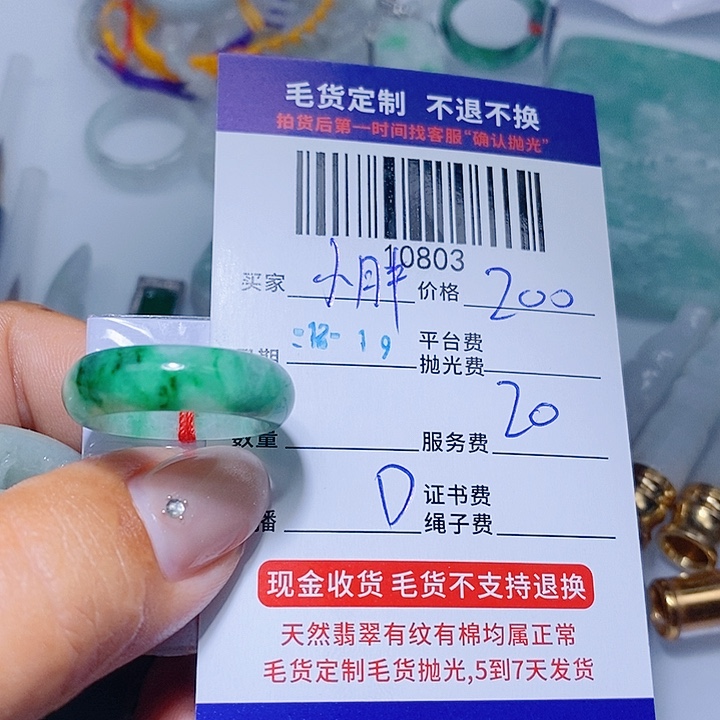 毛货定制 不退不换
拍货后第一时间找客服“确认抛光”
10803
买家 小胖 价格 200
期 12-19 平台费
抛光费
数量 服务费 20
播 D 证书费
绳子费
现金收货 毛货不支持退换
天然翡翠有纹有棉均属正常
毛货定制毛货抛光,5到7天发货